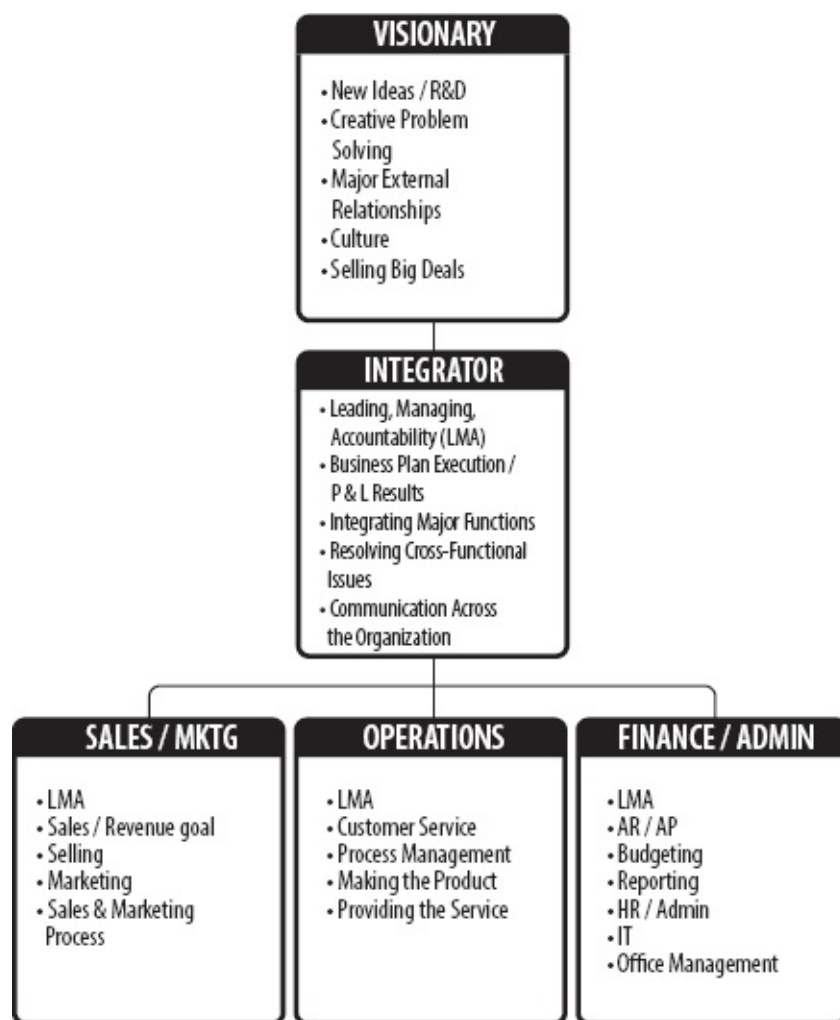 VISIONARY
• New Ideas / R&D
• Creative Problem
Solving
• Major External
Relationships
• Culture
• Selling Big Deals
INTEGRATOR
• Leading, Managing,
Accountability (LMA)
• Business Plan Execution /
P & L Results
• Integrating Major Functions
• Resolving Cross-Functional
Issues
• Communication Across
the Organization
SALES / MKTG
• LMA
• Sales / Revenue goal
• Selling
• Marketing
• Sales & Marketing
Process
OPERATIONS
• LMA
• Customer Service
• Process Management
• Making the Product
• Providing the Service
FINANCE / ADMIN
• LMA
• AR / AP
• Budgeting
• Reporting
• HR / Admin
• IT
• Office Management